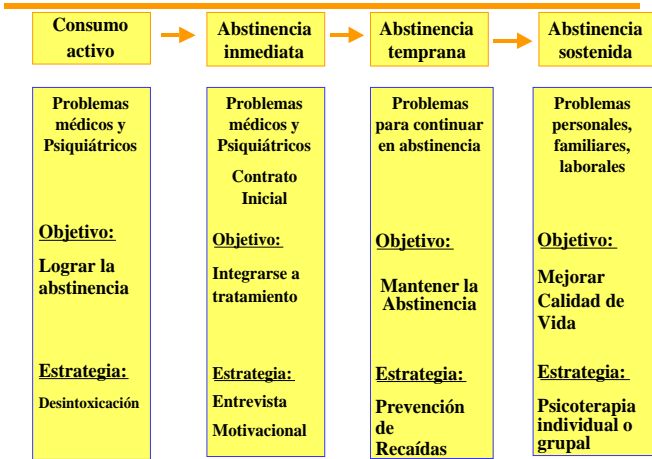 Consumo
activo
Abstinencia
inmediata
Abstinencia
temprana
Abstinencia
sostenida
Problemas
médicos y
Psiquiátricos
Objetivo:
Lograr la
abstinencia
Estrategia:
Desintoxicación
Problemas
médicos y
Psiquiátricos
Contrato
Inicial
Objetivo:
Integrarse a
tratamiento
Estrategia:
Entrevista
Motivacional
Problemas
para continuar
en abstinencia
Objetivo:
Mantener la
Abstinencia
Estrategia:
Prevención
de
Recaídas
Problemas
personales,
familiares,
laborales
Objetivo:
Mejorar
Calidad de
Vida
Estrategia:
Psicoterapia
individual o
grupal